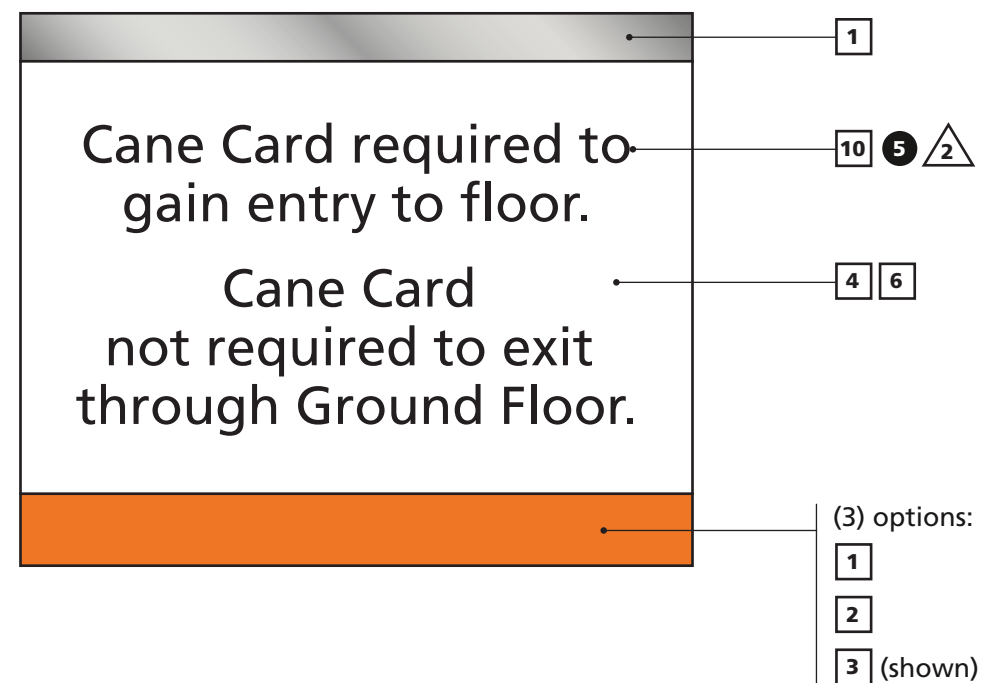 1
Cane Card required to
gain entry to floor.
10 5 2
Cane Card
not required to exit
through Ground Floor.
4 6
(3) options:
1
2
3 (shown)